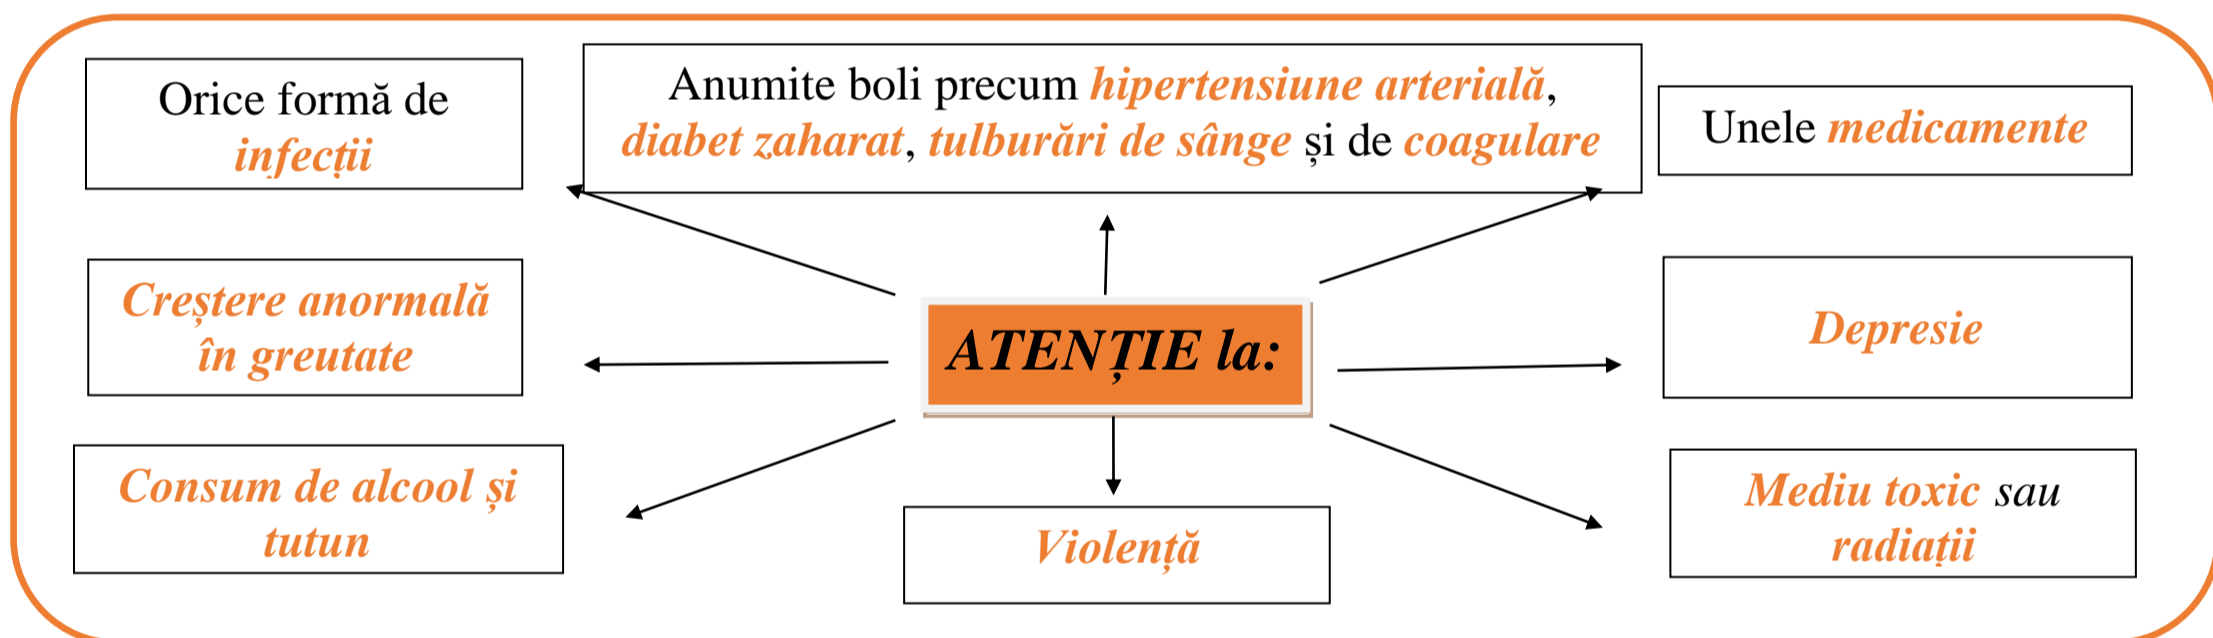 Orice formă de
infecții
Anumite boli precum hipertensiune arterială,
diabet zaharat, tulburări de sânge și de coagulare
Unele medicamente
Creștere anormală
în greutate
ATENȚIE la:
Depresie
Consum de alcool și
tutun
Violență
Mediu toxic sau
radiații